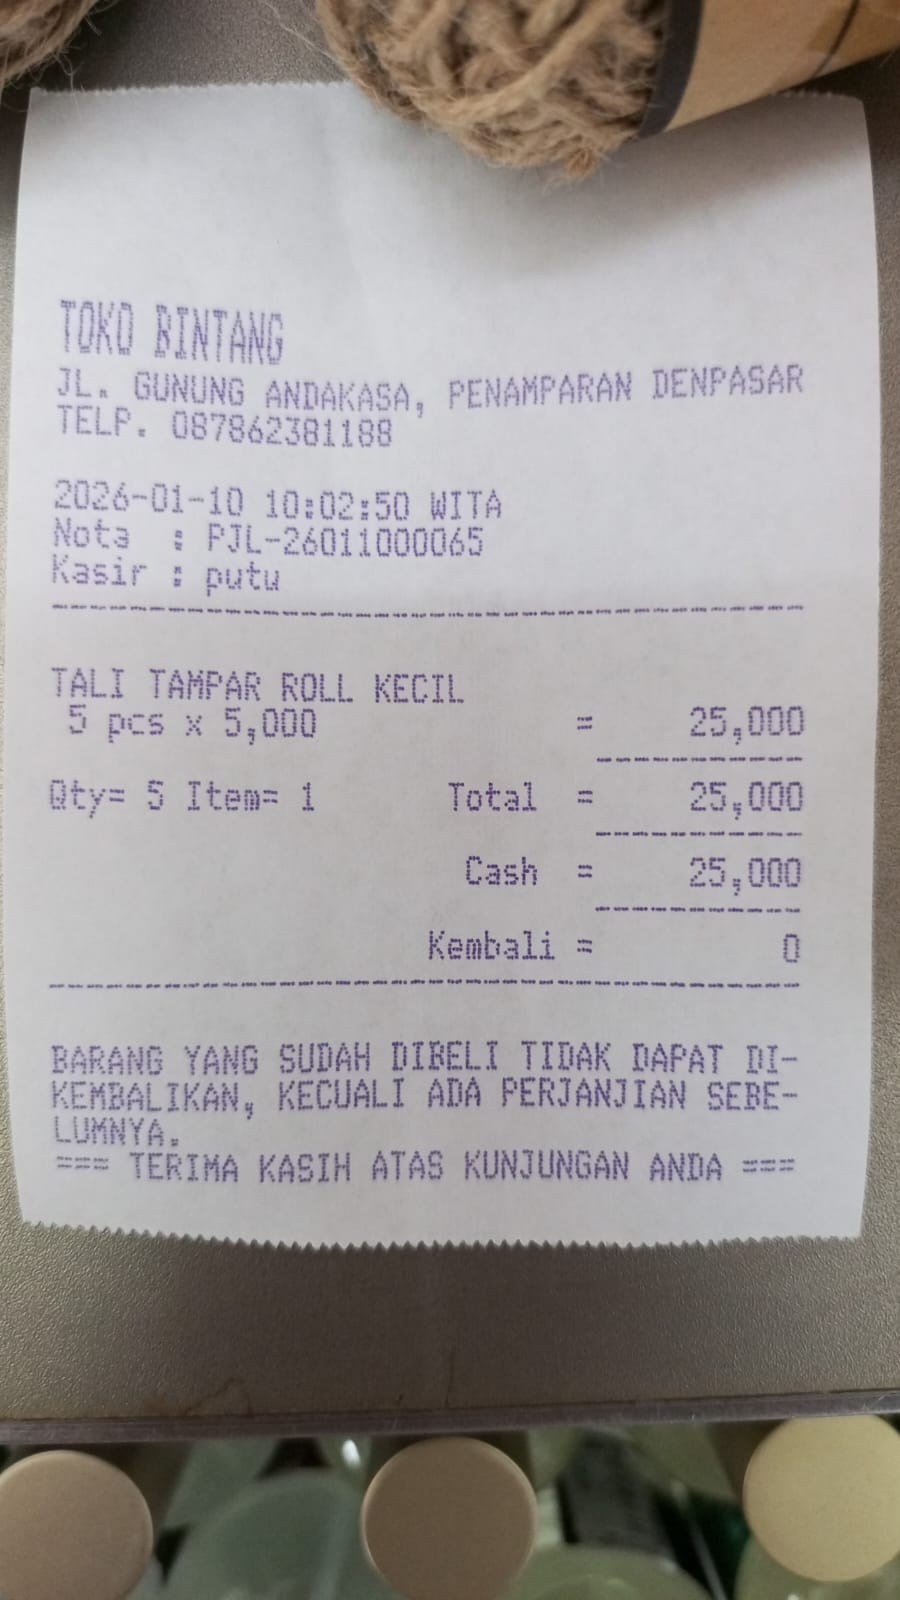 TOKO BINTANG
JL. GUNUNG ANDAKASA, PENAMPARAN DENPASAR
TELP. 087862381188
2026-01-10 10:02:50 WITA
Nota : PJL-26011000065
Kasir : putu
TALI TAMPAR ROLL KECIL
5 pcs x 5,000 = 25,000
Qty= 5 Item= 1 Total = 25,000
Cash = 25,000
Kembali = 0
BARANG YANG SUDAH DIBELI TIDAK DAPAT DI-
KEMBALIKAN, KECUALI ADA PERJANJIAN SEBE-
LUMNYA.
=== TERIMA KASIH ATAS KUNJUNGAN ANDA ===